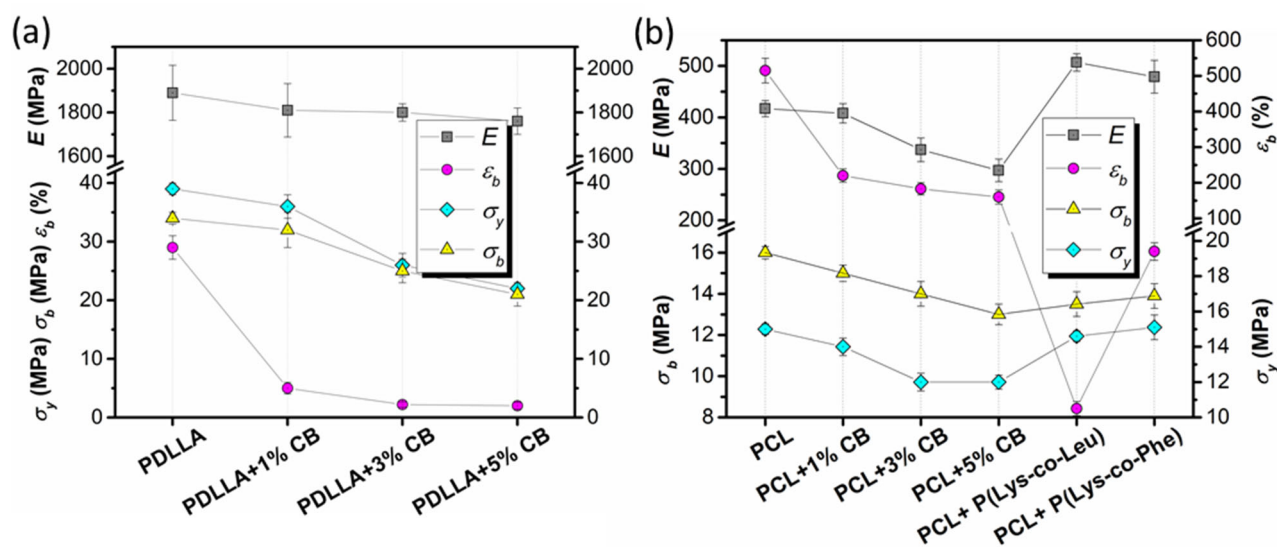 (a)
2000
1800
1600
E (MPa)
2000
1800
1600
40
30
20
10
0
σy (MPa) σb (MPa) εb (%)
40
30
20
10
0
E
εb
σy
σb
PDLLA
PDLLA+1% CB
PDLLA+3% CB
PDLLA+5% CB
(b)
500
400
300
200
E (MPa)
600
500
400
300
200
100
εb (%)
16
14
12
10
8
σb (MPa)
20
18
16
14
12
10
σy (MPa)
E
εb
σb
σy
PCL
PCL+1% CB
PCL+3% CB
PCL+5% CB
PCL+ P(Lys-co-Leu)
PCL+ P(Lys-co-Phe)